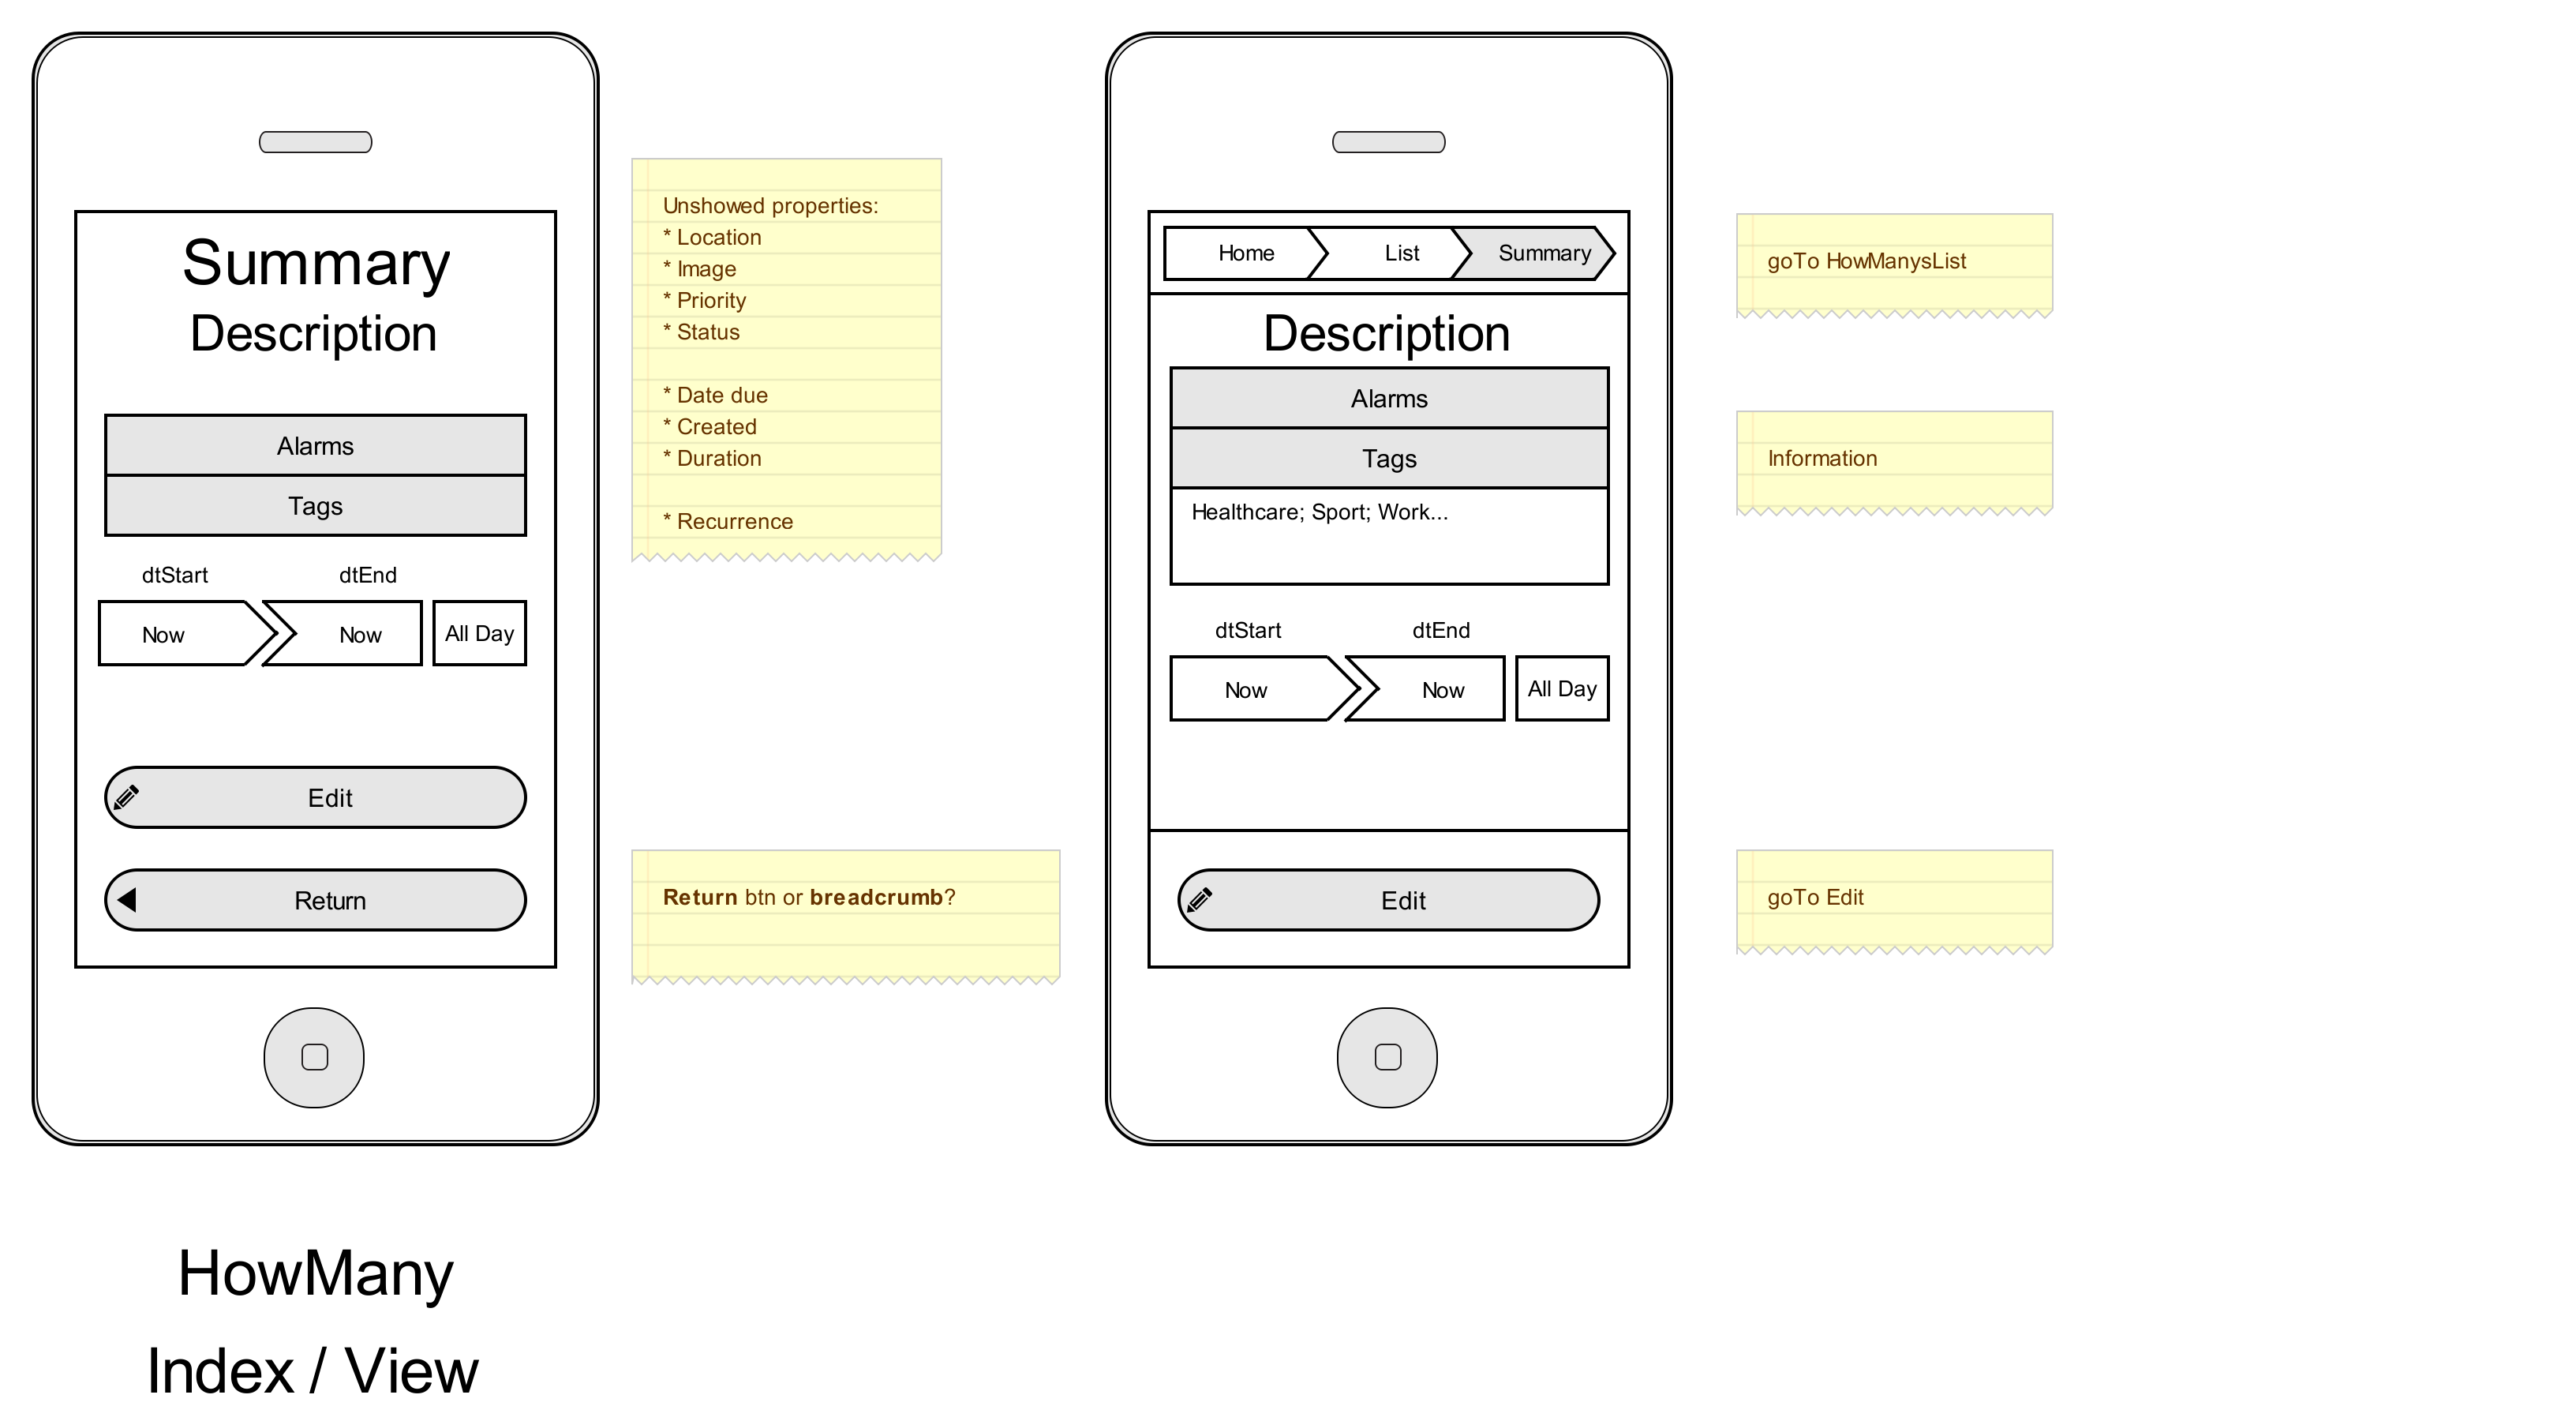 Summary
Description
Alarms
Tags
dtStart dtEnd
Now Now All Day
Edit
Return
Unshowed properties:
* Location
* Image
* Priority
* Status
* Date due
* Created
* Duration
* Recurrence
Return btn or breadcrumb?
Home List Summary
Description
Alarms
Tags
Healthcare; Sport; Work...
dtStart dtEnd
Now Now All Day
Edit
goTo HowManysList
Information
goTo Edit
HowMany
Index / View